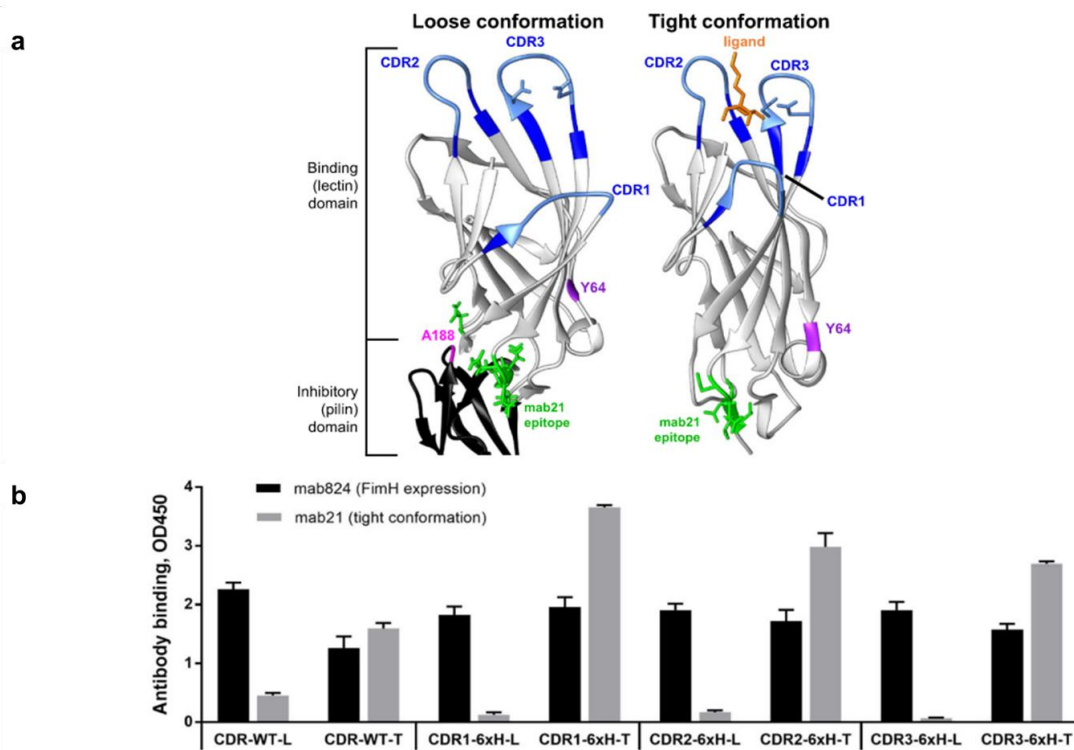 a
Loose conformation
Tight conformation
CDR2
CDR3
CDR1
Y64
A188
mab21
epitope
Binding
(lectin)
domain
Inhibitory
(pilin)
domain
ligand
CDR2
CDR3
CDR1
Y64
mab21
epitope
b
mab824 (FimH expression)
mab21 (tight conformation)
Antibody binding, OD450
4
3
2
1
0
CDR-WT-L
CDR-WT-T
CDR1-6xH-L
CDR1-6xH-T
CDR2-6xH-L
CDR2-6xH-T
CDR3-6xH-L
CDR3-6xH-T